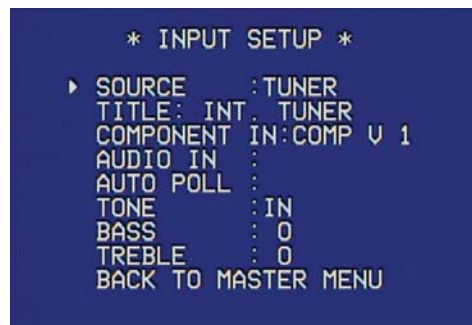 * INPUT SETUP *
SOURCE :TUNER
TITLE: INT. TUNER
COMPONENT IN:COMP V 1
AUDIO IN :
AUTO POLL :
TONE :IN
BASS : 0
TREBLE : 0
BACK TO MASTER MENU